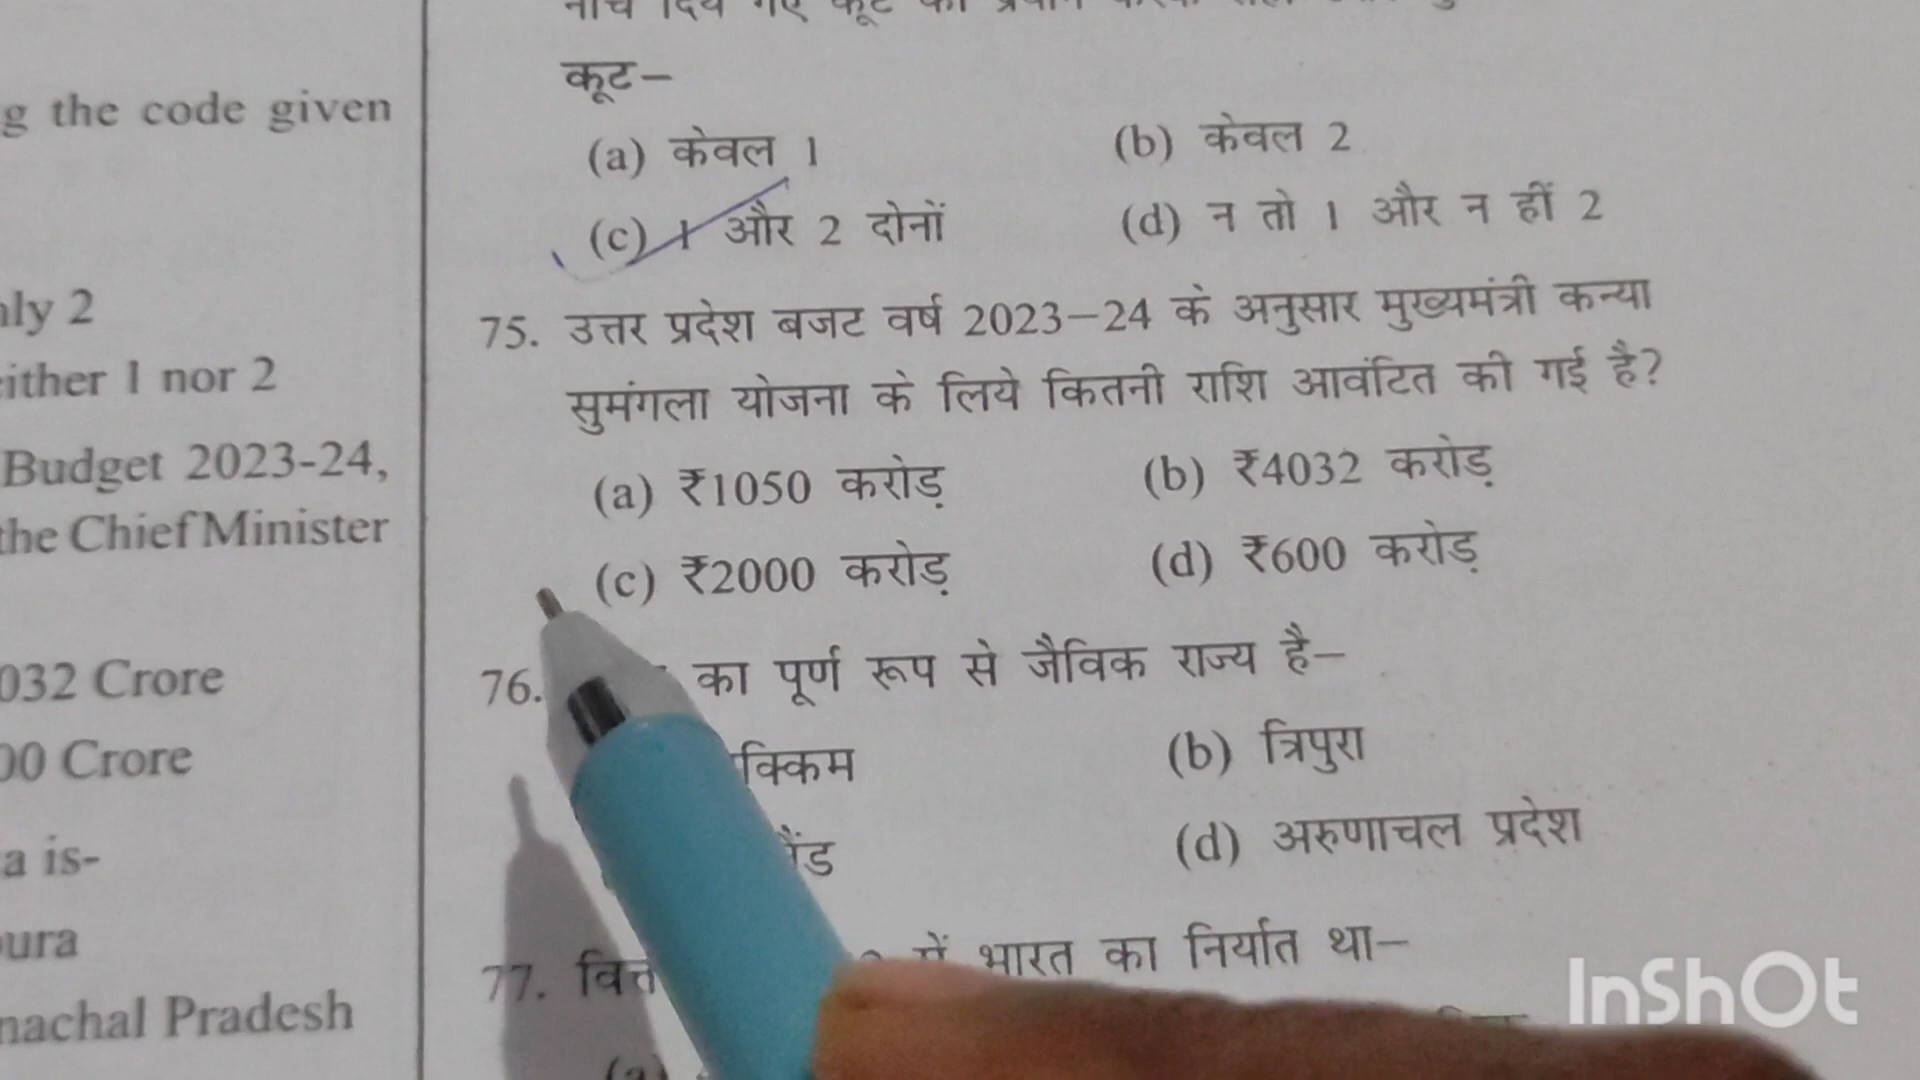 g the code given
ly 2
ither 1 nor 2
Budget 2023-24,
the Chief Minister
032 Crore
00 Crore
a is-
ura
nachal Pradesh
कूट–
(a) केवल 1
(b) केवल 2
(c) 1 और 2 दोनों
(d) न तो 1 और न हीं 2
75. उत्तर प्रदेश बजट वर्ष 2023–24 के अनुसार मुख्यमंत्री कन्या
सुमंगला योजना के लिये कितनी राशि आवंटित की गई है?
(a) ₹1050 करोड़
(b) ₹4032 करोड़
(c) ₹2000 करोड़
(d) ₹600 करोड़
76. का पूर्ण रूप से जैविक राज्य है–
क्किम
(b) त्रिपुरा
ैंड
(d) अरुणाचल प्रदेश
77. वित्त में भारत का निर्यात था–
(a)
InShOt